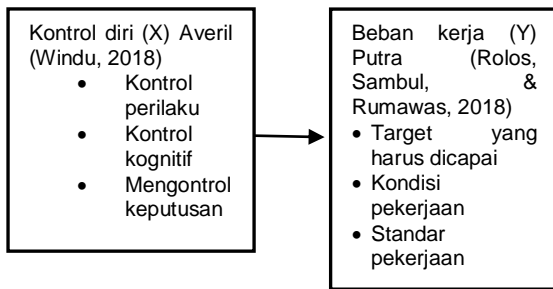 Kontrol diri (X) Averil
(Windu, 2018)
• Kontrol
perilaku
• Kontrol
kognitif
• Mengontrol
keputusan
Beban kerja (Y)
Putra (Rolos,
Sambul, &
Rumawas, 2018)
• Target yang
harus dicapai
• Kondisi
pekerjaan
• Standar
pekerjaan